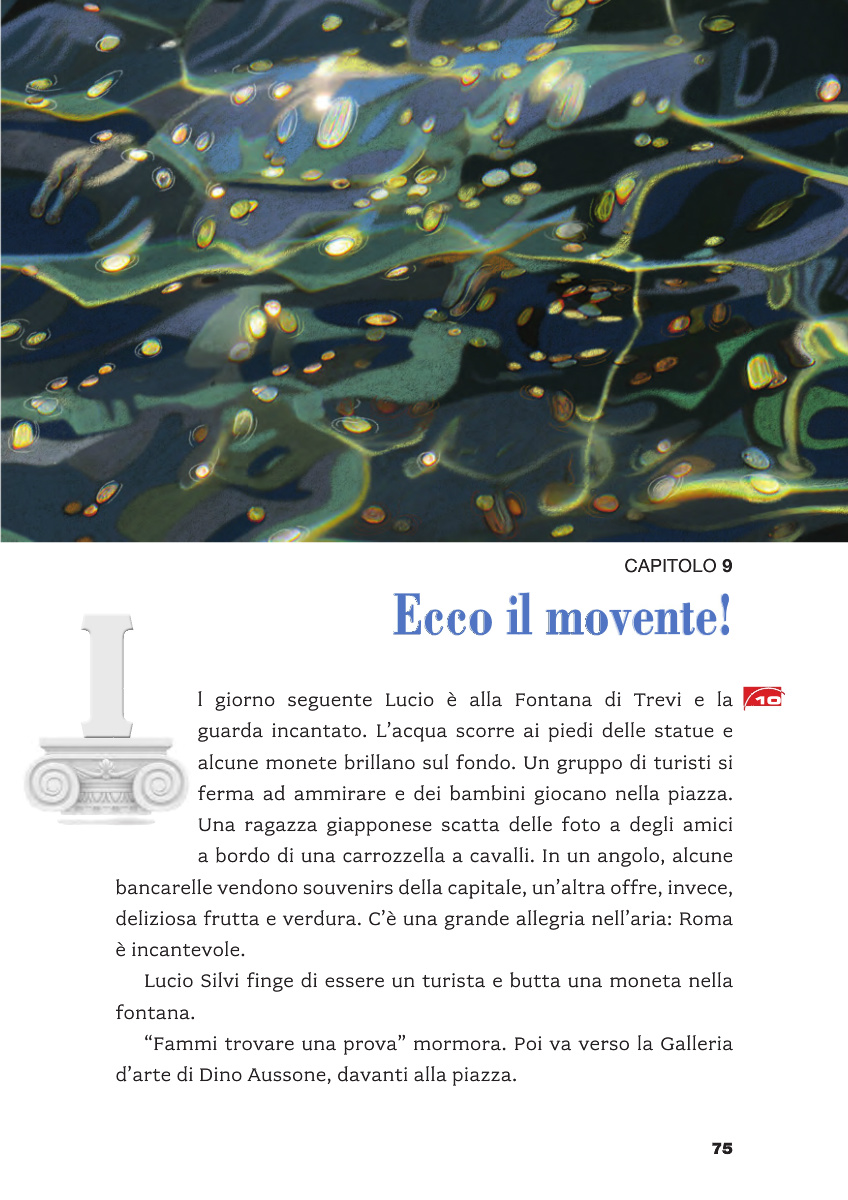 CAPITOLO 9
Ecco il movente!
Il giorno seguente Lucio è alla Fontana di Trevi e la
10
guarda incantato. L’acqua scorre ai piedi delle statue e
alcune monete brillano sul fondo. Un gruppo di turisti si
ferma ad ammirare e dei bambini giocano nella piazza.
Una ragazza giapponese scatta delle foto a degli amici
a bordo di una carrozzella a cavalli. In un angolo, alcune
bancarelle vendono souvenirs della capitale, un’altra offre, invece,
deliziosa frutta e verdura. C’è una grande allegria nell’aria: Roma
è incantevole.
Lucio Silvi finge di essere un turista e butta una moneta nella
fontana.
“Fammi trovare una prova” mormora. Poi va verso la Galleria
d’arte di Dino Aussone, davanti alla piazza.
75